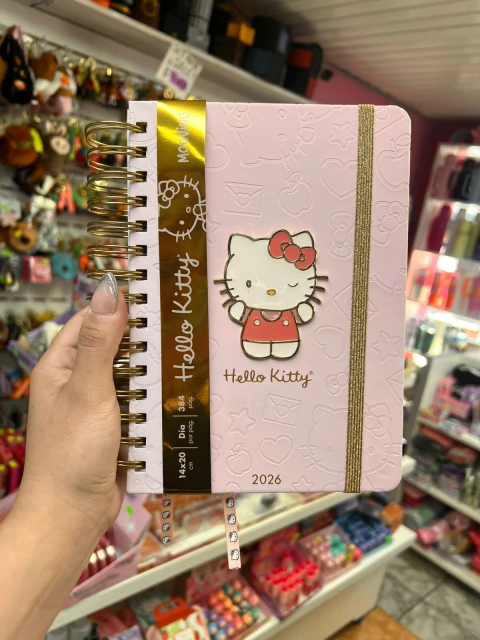 MOOVING
Hello Kitty
14x20 cm
Día por pág.
384 pág.
Hello Kitty
2026